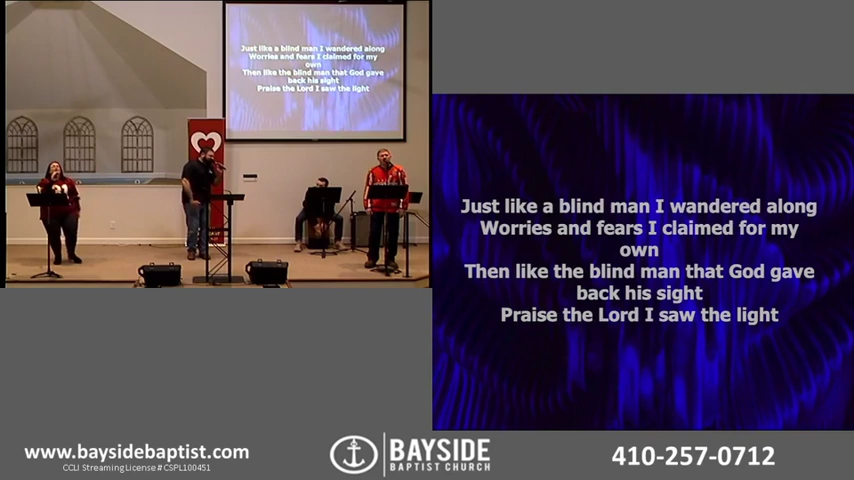 Just like a blind man I wandered along
Worries and fears I claimed for my
own
Then like the blind man that God gave
back his sight
Praise the Lord I saw the light
Just like a blind man I wandered along
Worries and fears I claimed for my
own
Then like the blind man that God gave
back his sight
Praise the Lord I saw the light
www.baysidebaptist.com
CCLI Streaming License # CSPL100451
BAYSIDE
BAPTIST CHURCH
410-257-0712